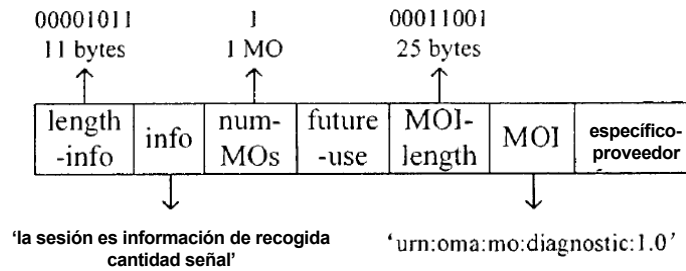 00001011
11 bytes
1
1 MO
00011001
25 bytes
length
-info
info
num-
MOs
future
-use
MOI-
length
MOI
específico-
proveedor
‘la sesión es información de recogida
cantidad señal’
‘urn:oma:mo:diagnostic:1.0’